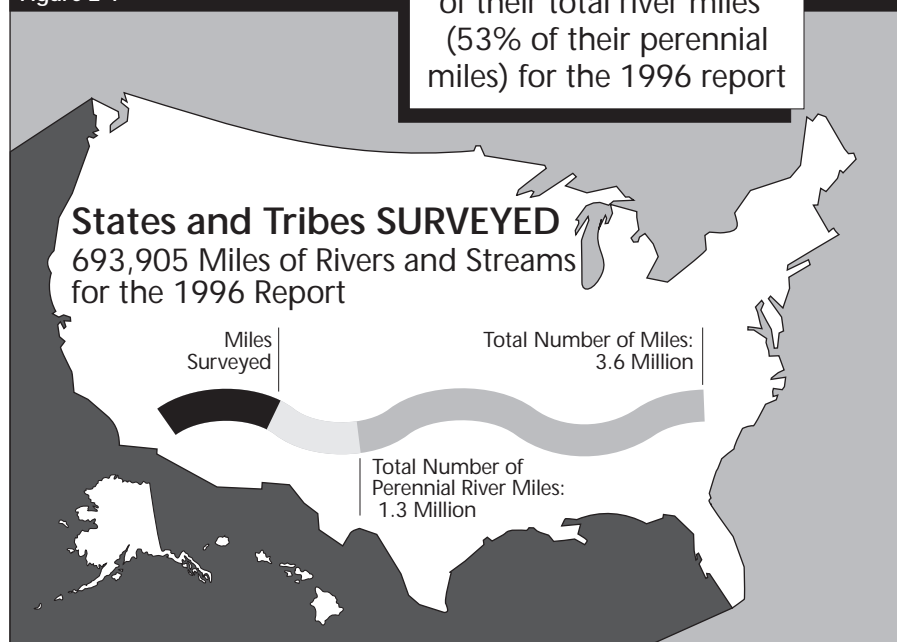 of their total river miles
(53% of their perennial
miles) for the 1996 report
States and Tribes SURVEYED
693,905 Miles of Rivers and Streams
for the 1996 Report
Miles
Surveyed
Total Number of Miles:
3.6 Million
Total Number of
Perennial River Miles:
1.3 Million